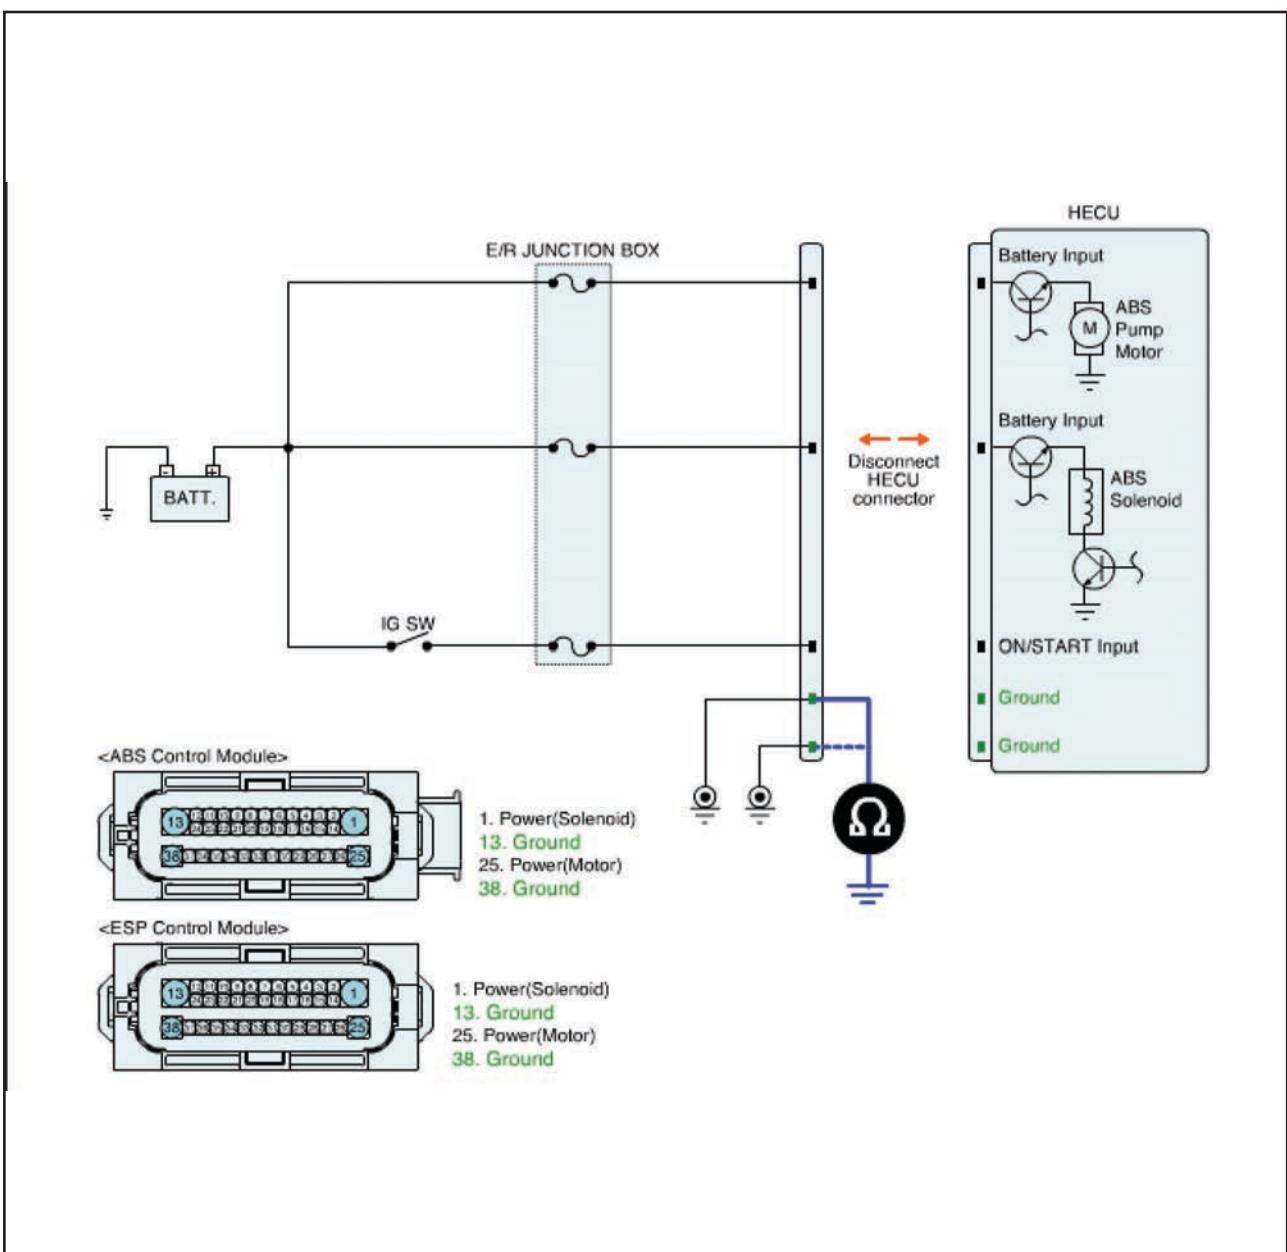 HECU
E/R JUNCTION BOX
Battery Input
ABS
Pump
Motor
M
Battery Input
ABS
Solenoid
Disconnect
HECU
connector
- +
BATT.
IG SW
ON/START Input
Ground
Ground
Ω
<ABS Control Module>
13
1
38
25
1. Power(Solenoid)
13. Ground
25. Power(Motor)
38. Ground
<ESP Control Module>
13
1
38
25
1. Power(Solenoid)
13. Ground
25. Power(Motor)
38. Ground